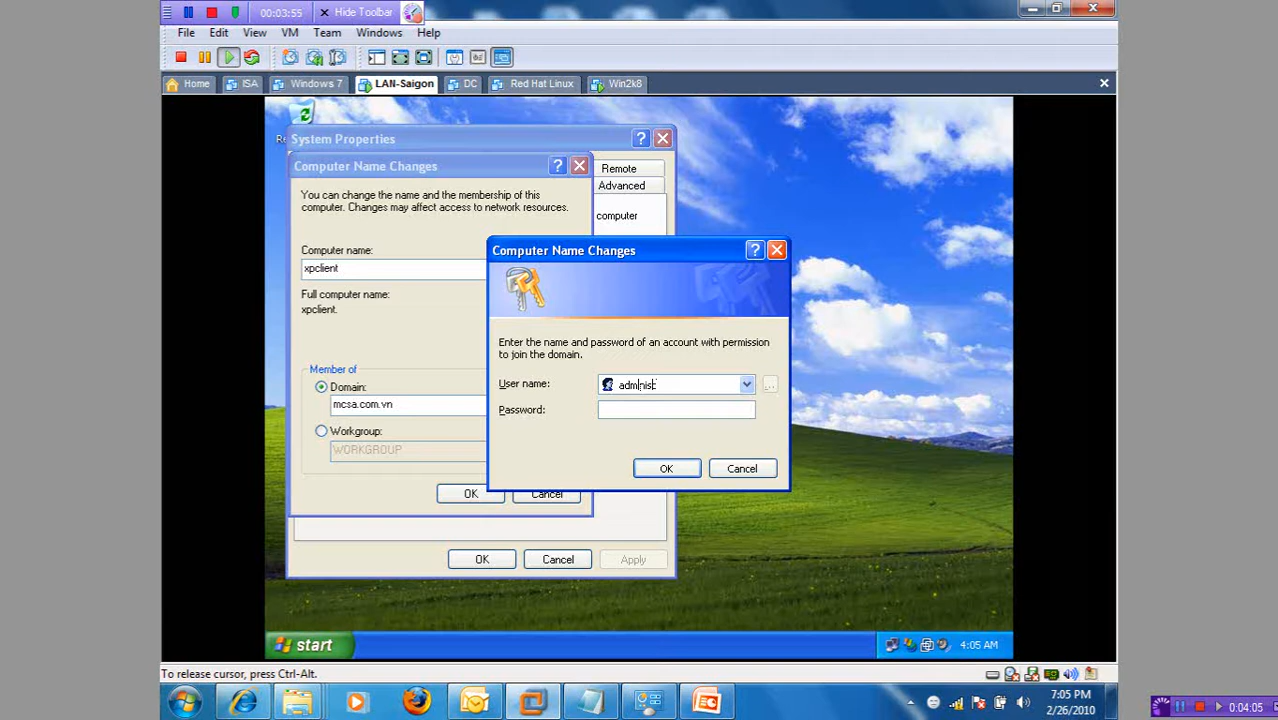 00:03:55
Hide Toolbar
File Edit View VM Team Windows Help
Home ISA Windows 7 LAN-Saigon DC Red Hat Linux Win2k8
System Properties
Computer Name Changes
Remote
Advanced
You can change the name and the membership of this
computer. Changes may affect access to network resources.
computer
Computer name:
xpclient
Full computer name:
xpclient.
Member of
Domain:
mcsa.com.vn
Workgroup:
WORKGROUP
OK Cancel
OK Cancel Apply
Computer Name Changes
Enter the name and password of an account with permission
to join the domain.
User name:
administ
Password:
OK Cancel
start
4:05 AM
To release cursor, press Ctrl-Alt.
7:05 PM
2/26/2010
0:04:05